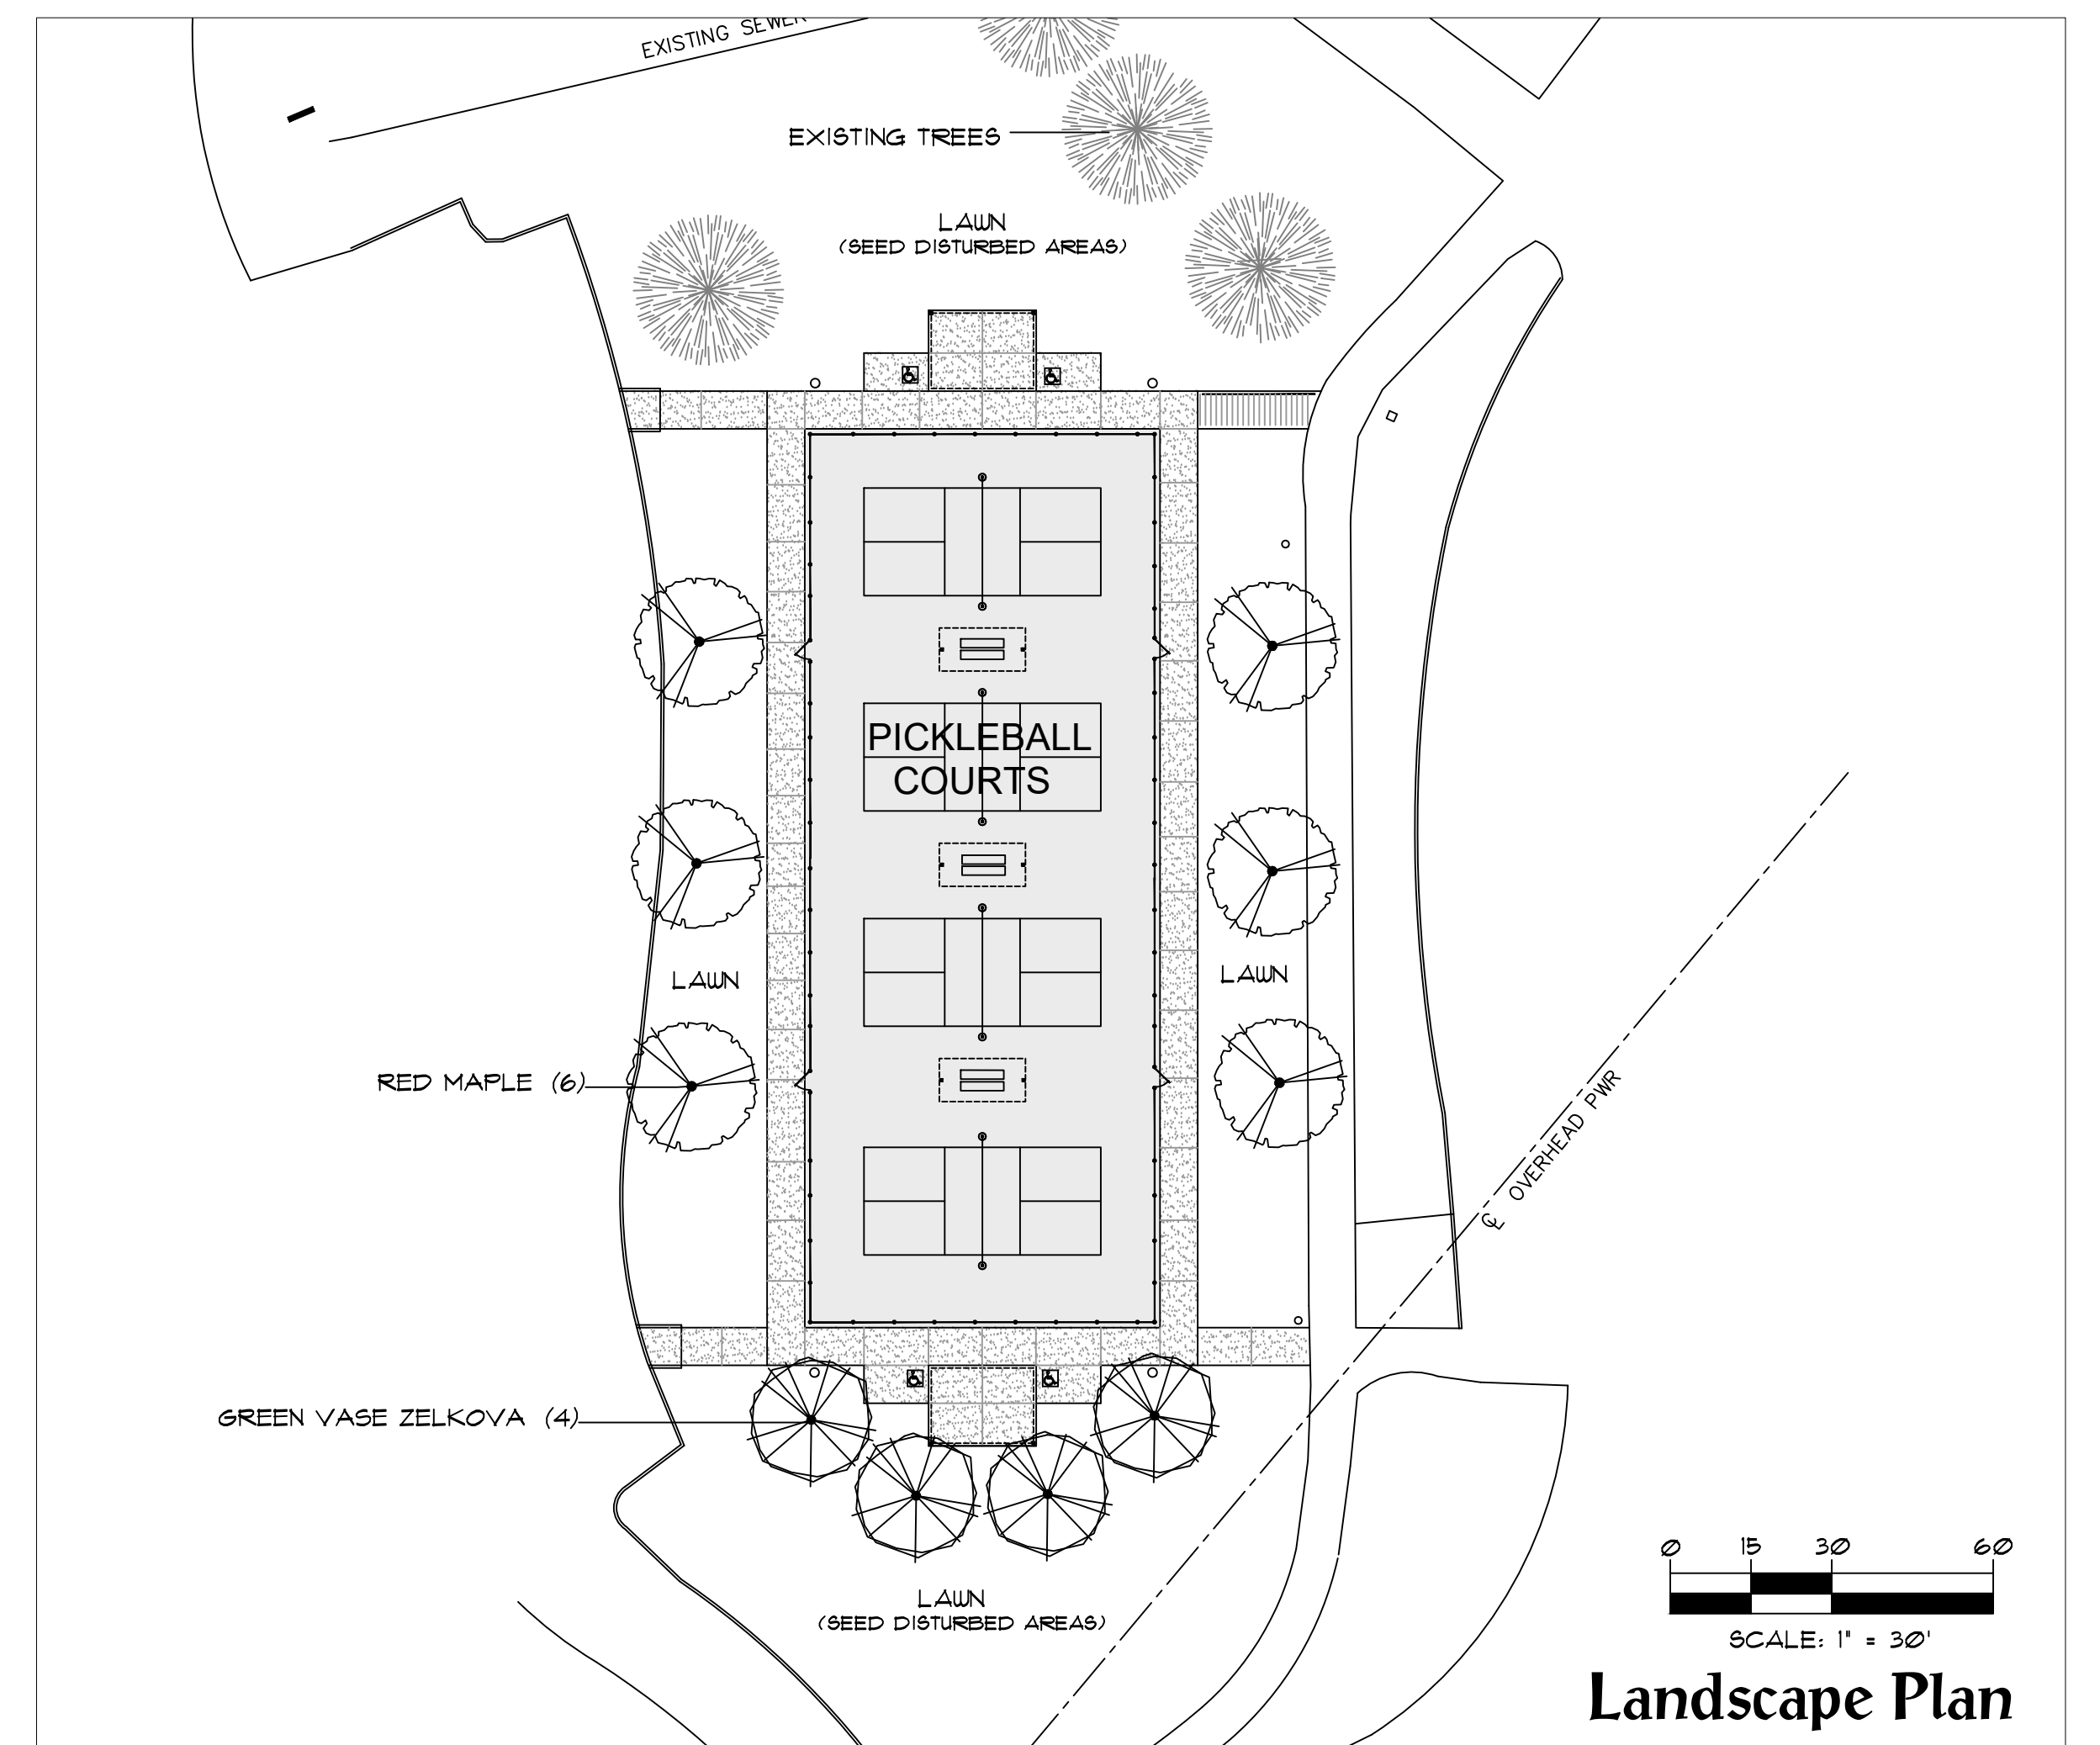 EXISTING SEWER
EXISTING TREES
LAWN
(SEED DISTURBED AREAS)
PICKLEBALL
COURTS
LAWN
LAWN
RED MAPLE (6)
OVERHEAD PWR
GREEN VASE ZELKOVA (4)
LAWN
(SEED DISTURBED AREAS)
0 15 30 60
SCALE: 1" = 30'
Landscape Plan